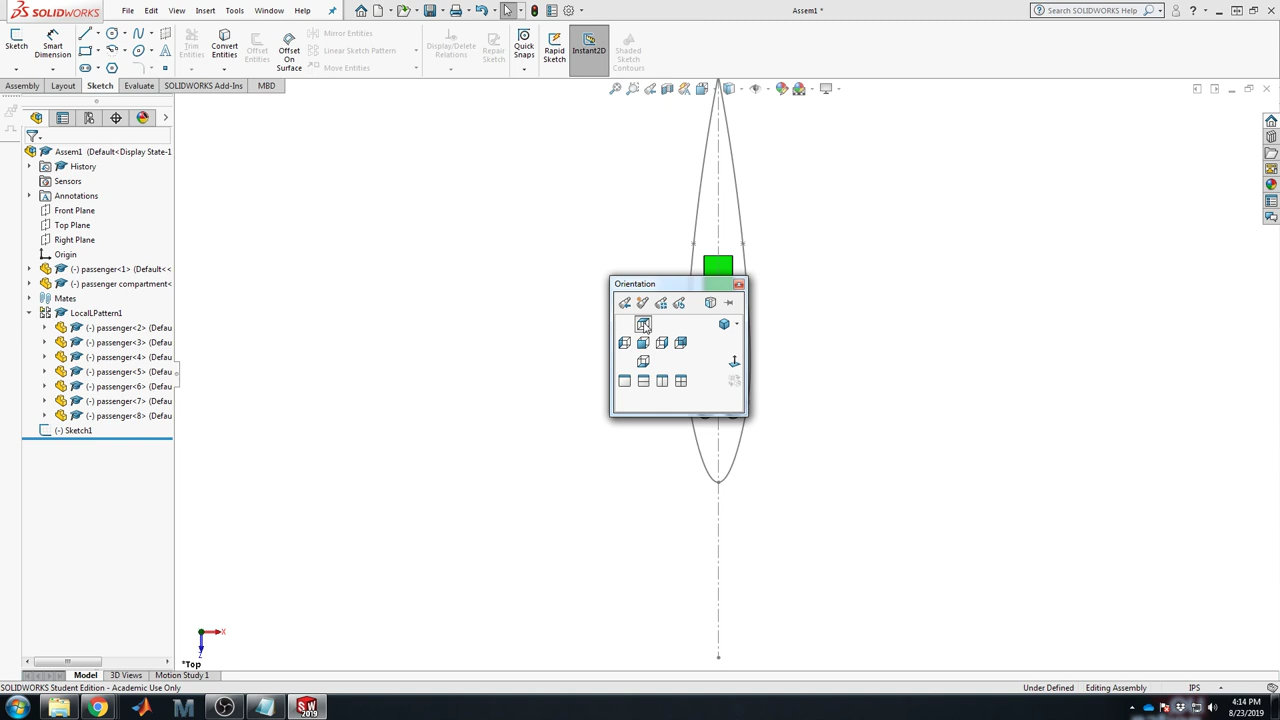 SOLIDWORKS
File Edit View Insert Tools Window Help
Assem1 *
Search SOLIDWORKS Help
Sketch
Smart Dimension
Trim Entities
Convert Entities
Offset Entities
Offset On Surface
Mirror Entities
Linear Sketch Pattern
Move Entities
Display/Delete Relations
Repair Sketch
Quick Snaps
Rapid Sketch
Instant2D
Shaded Sketch Contours
Assembly Layout Sketch Evaluate SOLIDWORKS Add-Ins MBD
Assem1 (Default<Display State-1
History
Sensors
Annotations
Front Plane
Top Plane
Right Plane
Origin
(-) passenger<1> (Default<<
(-) passenger compartment<
Mates
LocalLPattern1
(-) passenger<2> (Defau
(-) passenger<3> (Defau
(-) passenger<4> (Defau
(-) passenger<5> (Defau
(-) passenger<6> (Defau
(-) passenger<7> (Defau
(-) passenger<8> (Defau
(-) Sketch1
Orientation
X
Z
*Top
Model 3D Views Motion Study 1
SOLIDWORKS Student Edition - Academic Use Only
Under Defined Editing Assembly IPS
SW 2019
4:14 PM
8/23/2019